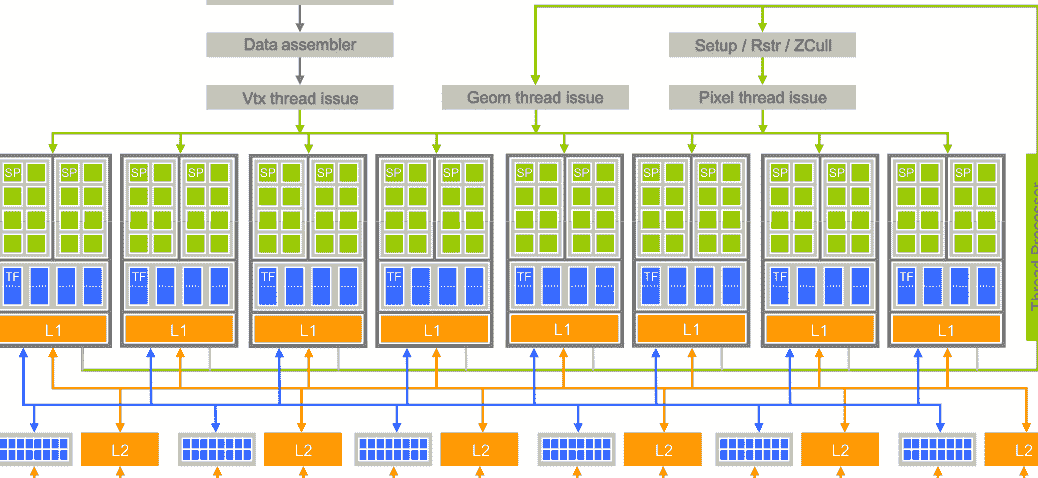 Data assembler
Setup / Rstr / ZCull
Vtx thread issue
Geom thread issue
Pixel thread issue
SP SP SP SP SP SP SP SP SP SP SP SP SP SP SP SP
TF TF TF TF TF TF TF TF
L1 L1 L1 L1 L1 L1 L1 L1
Thread Processor
L2 L2 L2 L2 L2 L2